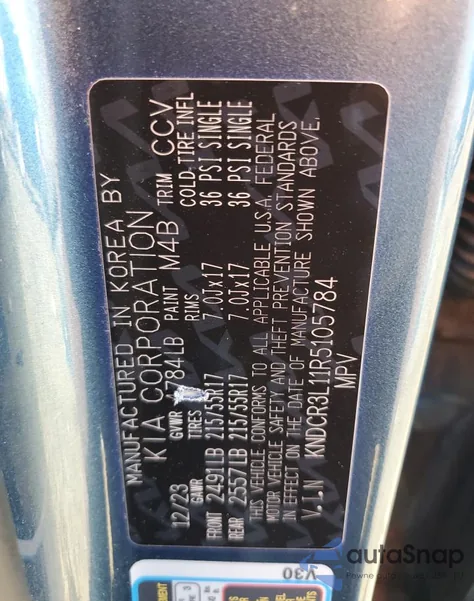 MANUFACTURED IN KOREA BY
KIA CORPORATION
12/23 GVWR 4784LB PAINT M4B TRIM CCV
GAWR TIRES RIMS COLD TIRE INFL
FRONT 2491LB 215/55R17 7.0Jx17 36 PSI SINGLE
REAR 2557LB 215/55R17 7.0Jx17 36 PSI SINGLE
THIS VEHICLE CONFORMS TO ALL APPLICABLE U.S.A. FEDERAL
MOTOR VEHICLE SAFETY AND THEFT PREVENTION STANDARDS
IN EFFECT ON THE DATE OF MANUFACTURE SHOWN ABOVE.
V.I.N KNDCR3L11R5105784
MPV
V30
autoSnap